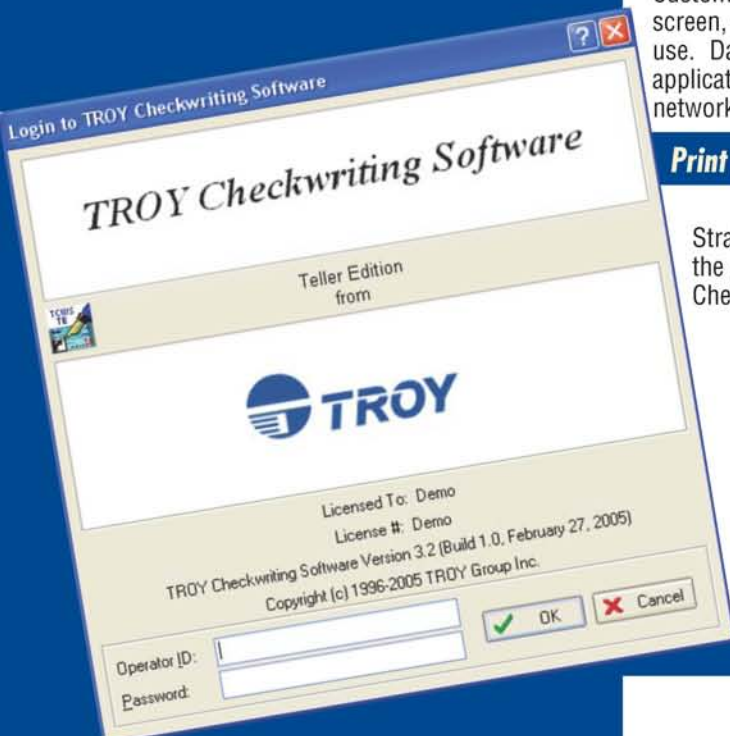 Login to TROY Checkwriting Software
TROY Checkwriting Software
Teller Edition
from
TCWS
TE
TROY
Licensed To: Demo
License #: Demo
TROY Checkwriting Software Version 3.2 (Build 1.0, February 27, 2005)
Copyright (c) 1996-2005 TROY Group Inc.
Operator ID:
Password:
OK
Cancel
screen,
use. Da
applicat
network
Print
Stra
the
Che